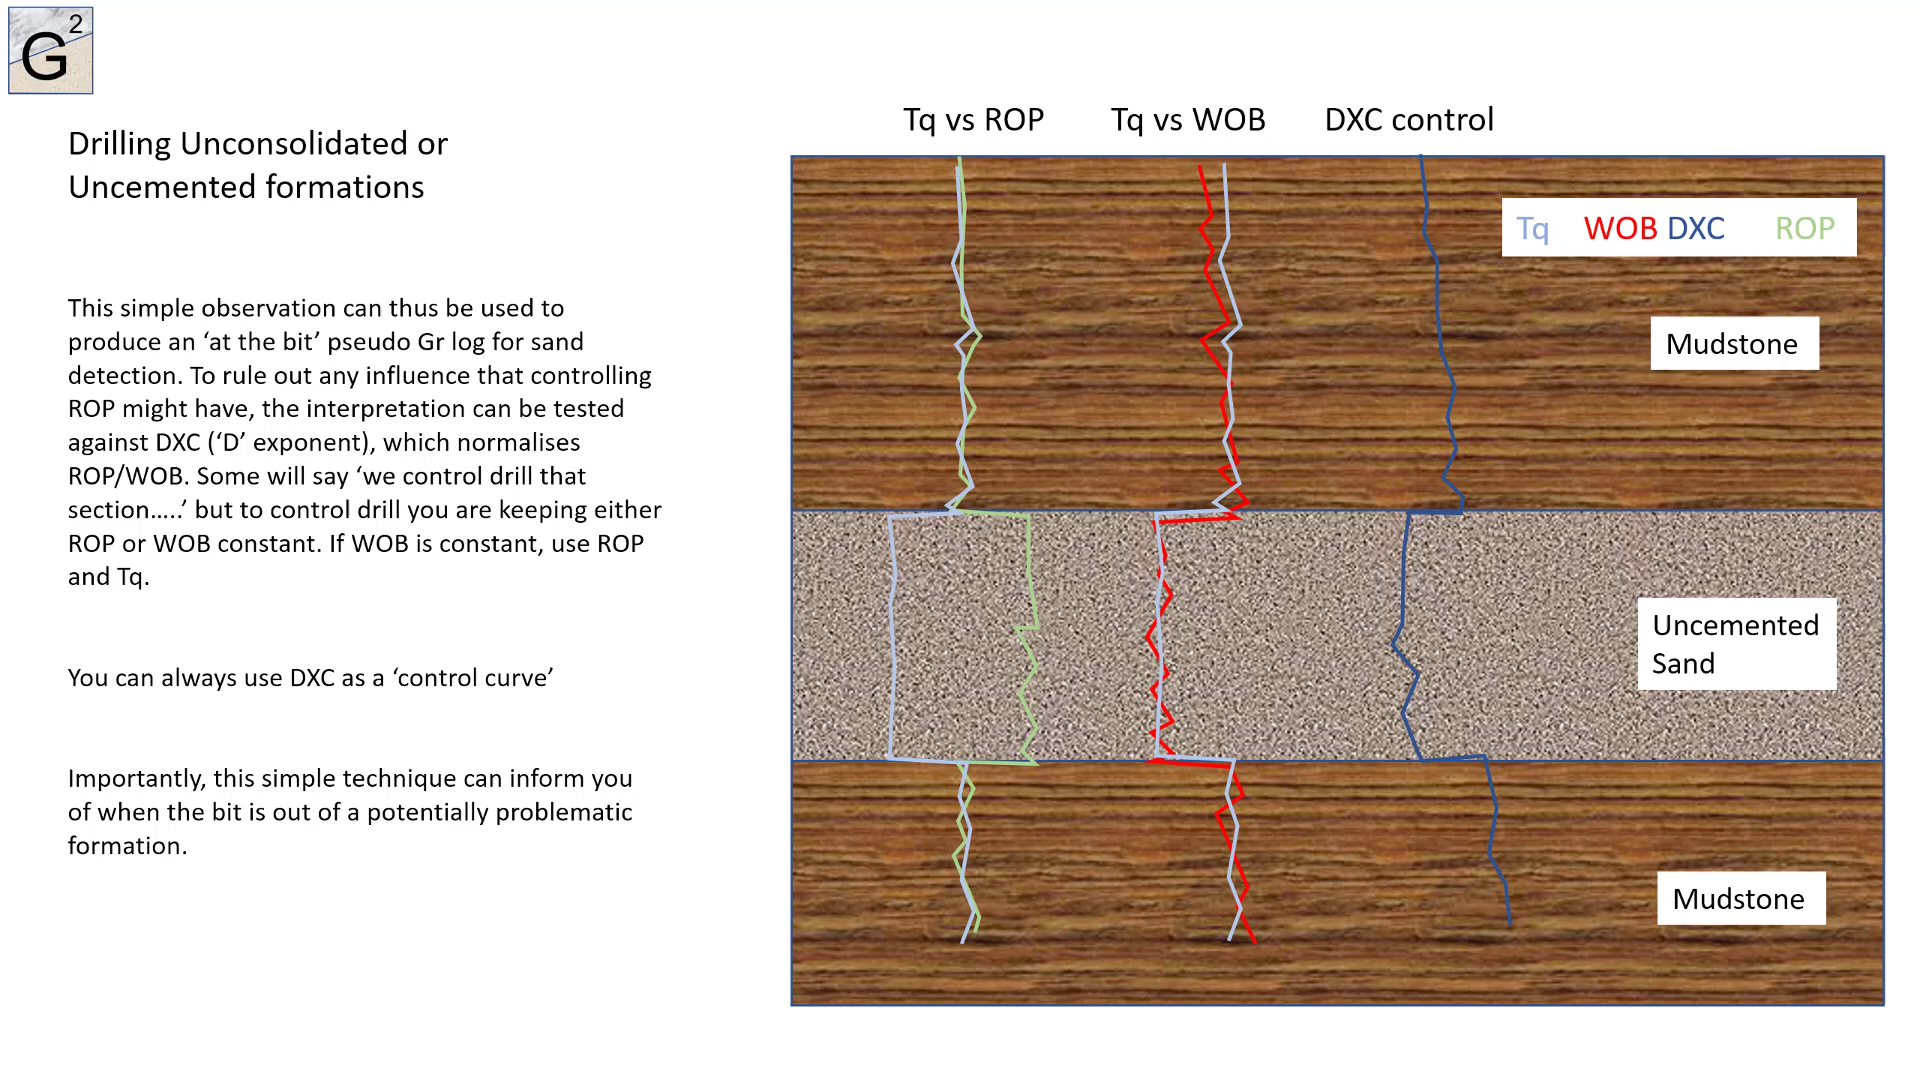 G2
Drilling Unconsolidated or
Uncemented formations
This simple observation can thus be used to
produce an ‘at the bit’ pseudo Gr log for sand
detection. To rule out any influence that controlling
ROP might have, the interpretation can be tested
against DXC (‘D’ exponent), which normalises
ROP/WOB. Some will say ‘we control drill that
section…..’ but to control drill you are keeping either
ROP or WOB constant. If WOB is constant, use ROP
and Tq.
You can always use DXC as a ‘control curve’
Importantly, this simple technique can inform you
of when the bit is out of a potentially problematic
formation.
Tq vs ROP Tq vs WOB DXC control
Tq WOB DXC ROP
Mudstone
Uncemented
Sand
Mudstone